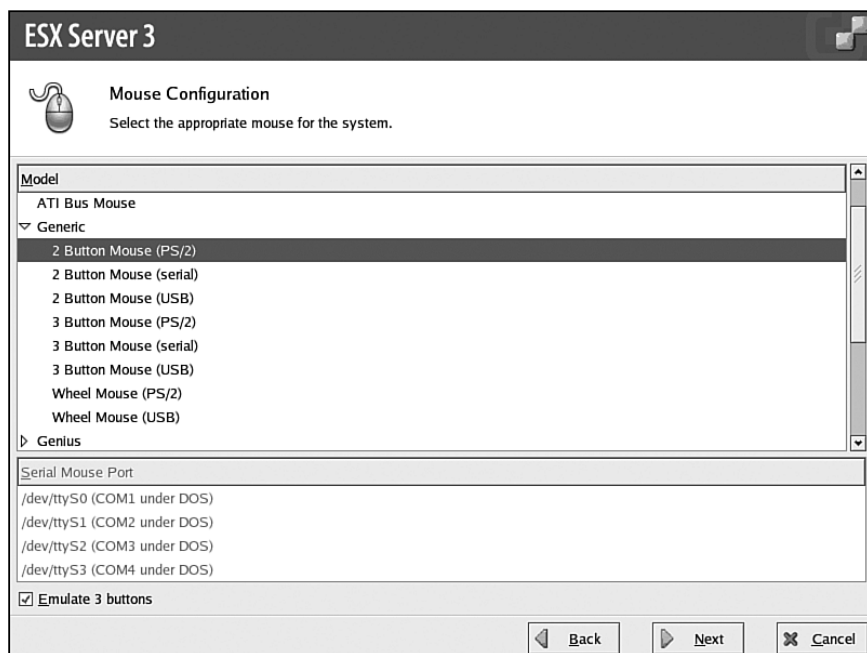 ESX Server 3
Mouse Configuration
Select the appropriate mouse for the system.
Model
ATI Bus Mouse
Generic
2 Button Mouse (PS/2)
2 Button Mouse (serial)
2 Button Mouse (USB)
3 Button Mouse (PS/2)
3 Button Mouse (serial)
3 Button Mouse (USB)
Wheel Mouse (PS/2)
Wheel Mouse (USB)
Genius
Serial Mouse Port
/dev/ttyS0 (COM1 under DOS)
/dev/ttyS1 (COM2 under DOS)
/dev/ttyS2 (COM3 under DOS)
/dev/ttyS3 (COM4 under DOS)
Emulate 3 buttons
Back Next Cancel